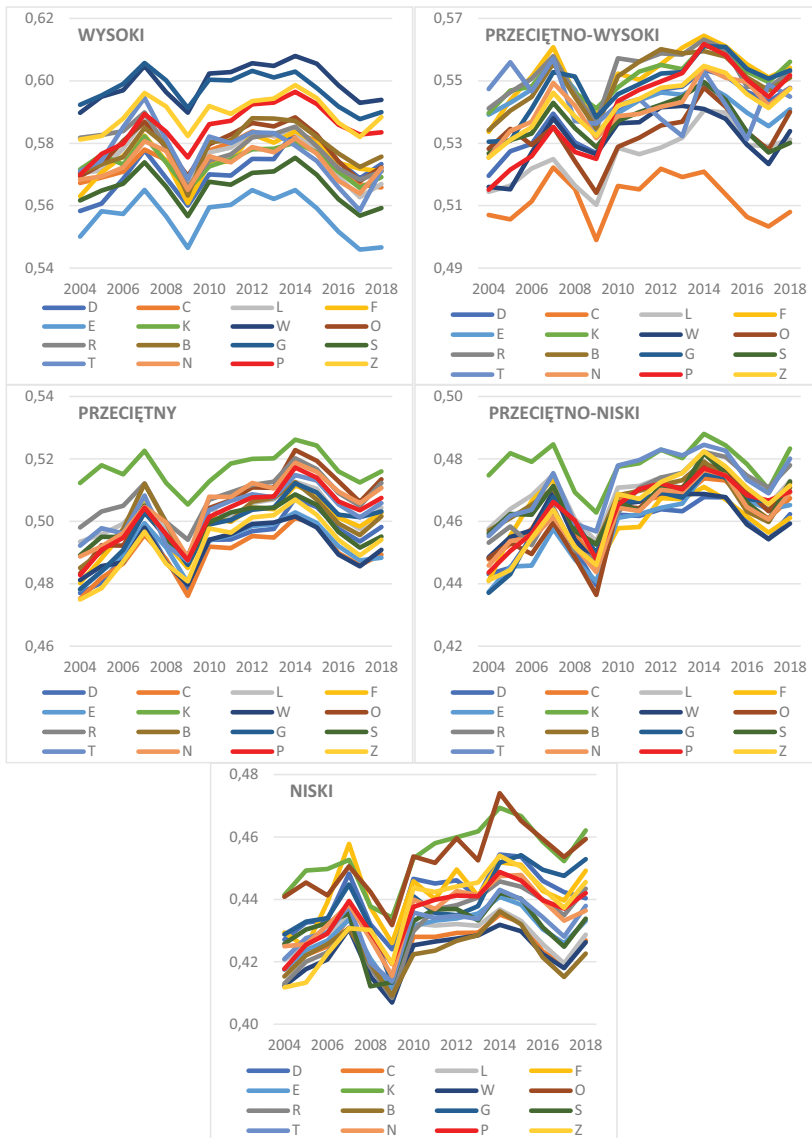 WYSOKI
0,62
0,60
0,58
0,56
0,54
2004 2006 2008 2010 2012 2014 2016 2018
D C L F
E K W O
R B G S
T N P Z
PRZECIĘTNO-WYSOKI
0,57
0,55
0,53
0,51
0,49
2004 2006 2008 2010 2012 2014 2016 2018
D C L F
E K W O
R B G S
T N P Z
PRZECIĘTNY
0,54
0,52
0,50
0,48
0,46
2004 2006 2008 2010 2012 2014 2016 2018
D C L F
E K W O
R B G S
T N P Z
PRZECIĘTNO-NISKI
0,50
0,48
0,46
0,44
0,42
2004 2006 2008 2010 2012 2014 2016 2018
D C L F
E K W O
R B G S
T N P Z
NISKI
0,48
0,46
0,44
0,42
0,40
2004 2006 2008 2010 2012 2014 2016 2018
D C L F
E K W O
R B G S
T N P Z